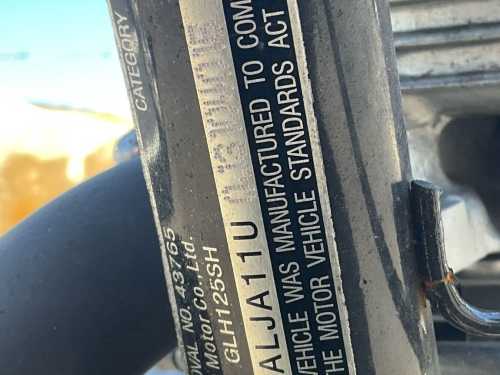 CATEGORY
OVAL NO. 43765
Motor Co., Ltd.
GLH125SH
ALJA11U
VEHICLE WAS MANUFACTURED TO COM
THE MOTOR VEHICLE STANDARDS ACT